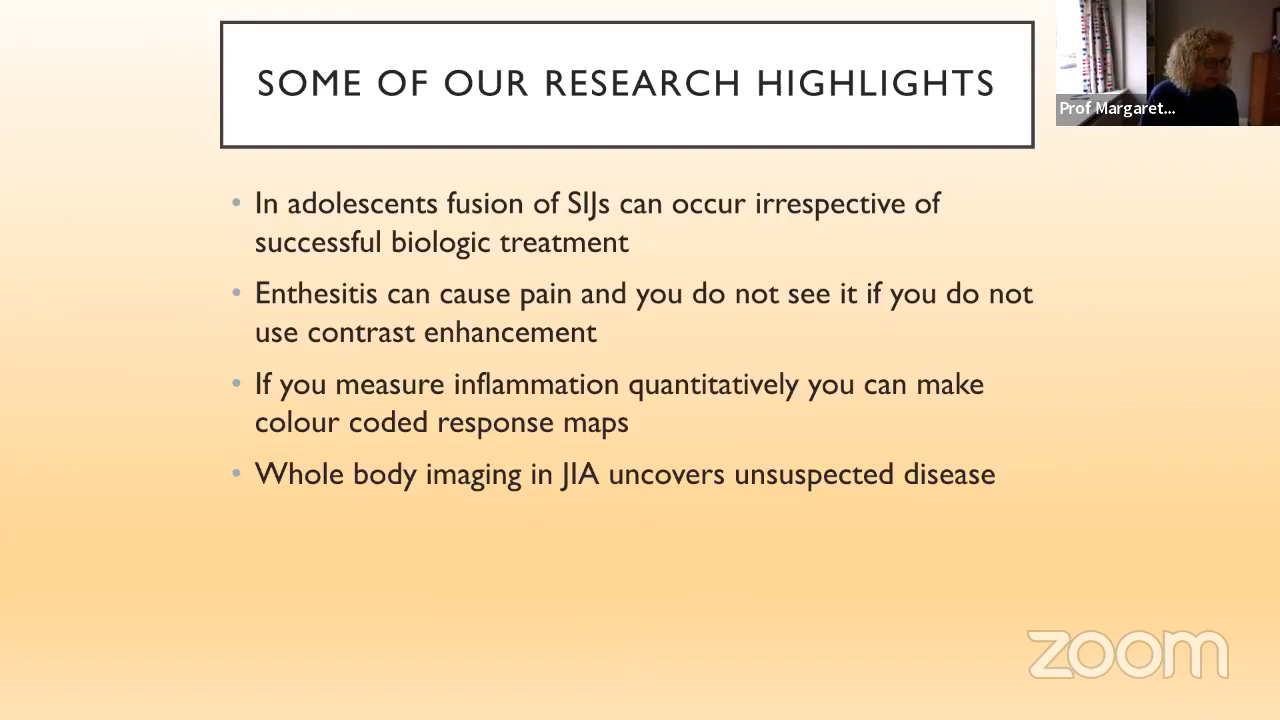 SOME OF OUR RESEARCH HIGHLIGHTS
Prof Margaret...
• In adolescents fusion of SIJs can occur irrespective of
successful biologic treatment
• Enthesitis can cause pain and you do not see it if you do not
use contrast enhancement
• If you measure inflammation quantitatively you can make
colour coded response maps
• Whole body imaging in JIA uncovers unsuspected disease
zoom